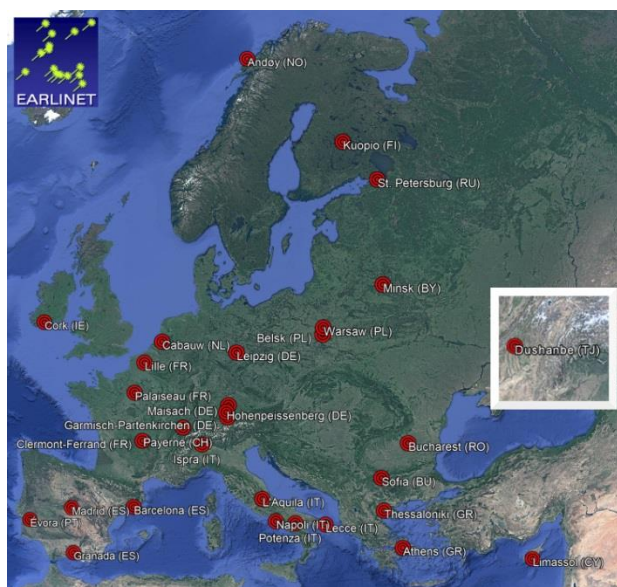 EARLINET
Andøy (NO)
Kuopio (FI)
St. Petersburg (RU)
Minsk (BY)
Cork (IE)
Belsk (PL)
Warsaw (PL)
Cabauw (NL)
Leipzig (DE)
Dushanbe (TJ)
Lille (FR)
Palaiseau (FR)
Maisach (DE)
Hohenpeissenberg (DE)
Garmisch-Partenkirchen (DE)
Clermont-Ferrand (FR)
Payerne (CH)
Ispra (IT)
Bucharest (RO)
Sofia (BU)
L'Aquila (IT)
Madrid (ES)
Barcelona (ES)
Évora (PT)
Napoli (IT)
Lecce (IT)
Thessaloniki (GR)
Potenza (IT)
Granada (ES)
Athens (GR)
Limassol (CY)